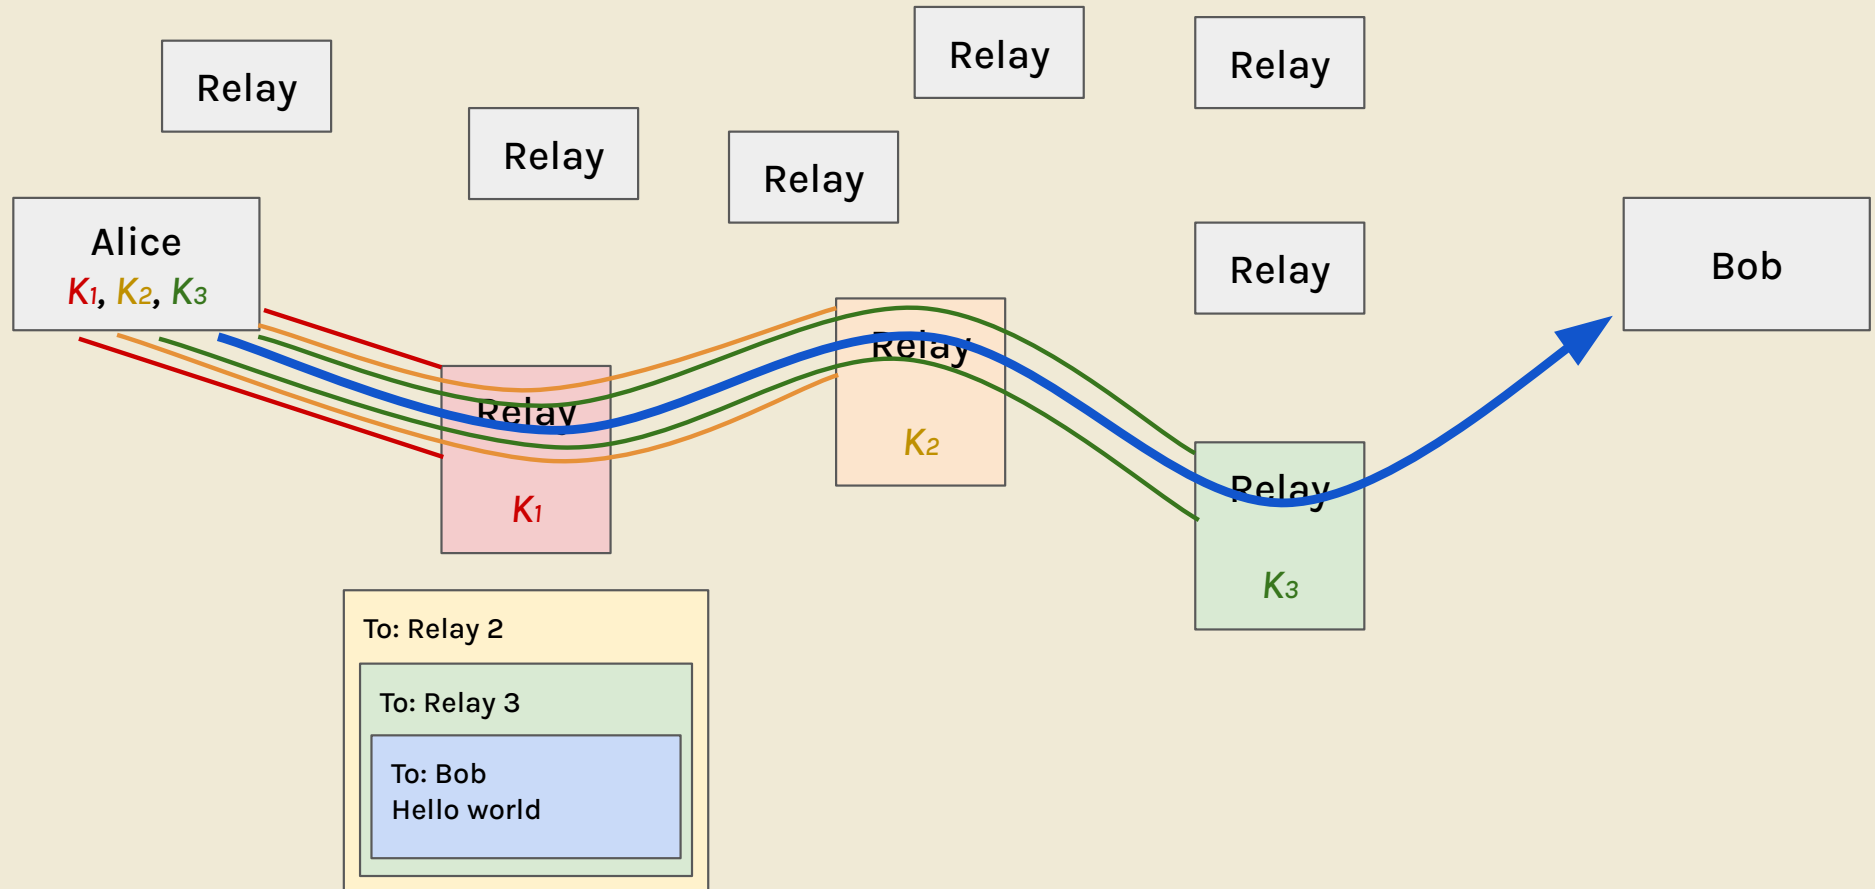 Relay
Relay
Relay
Relay
Relay
Alice
K1, K2, K3
Relay
Bob
Relay
K2
Relay
K1
Relay
K3
To: Relay 2
To: Relay 3
To: Bob
Hello world